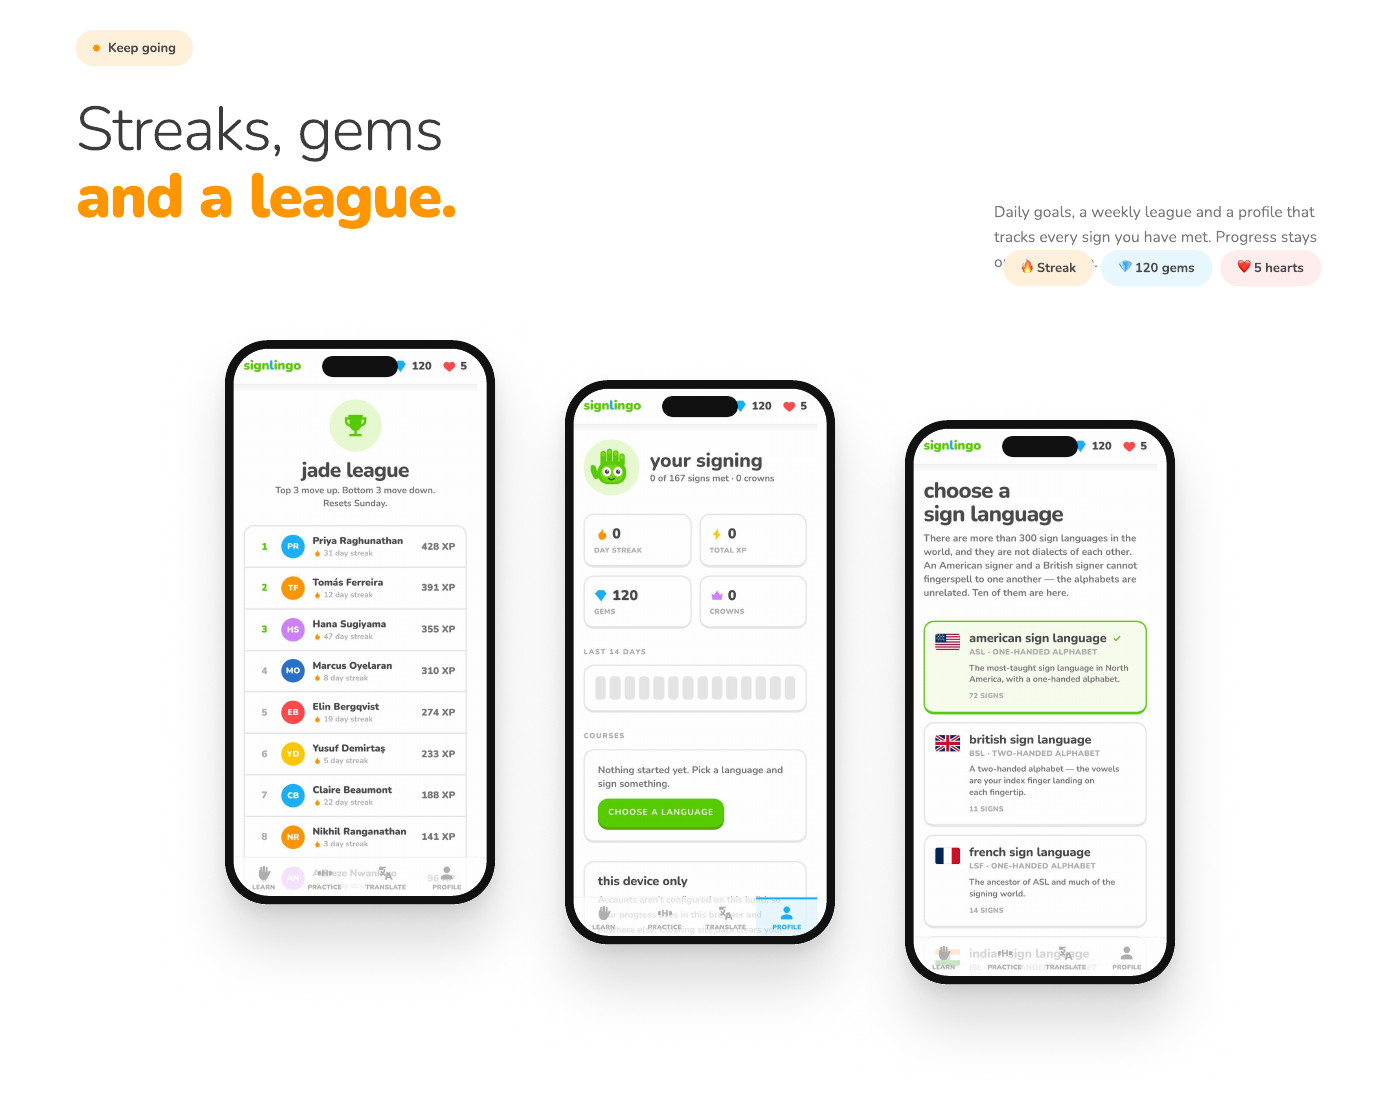 Keep going
Streaks, gems
and a league.
Daily goals, a weekly league and a profile that
tracks every sign you have met. Progress stays
🔥 Streak
💎 120 gems
❤️ 5 hearts
signlingo
120
5
jade league
Top 3 move up. Bottom 3 move down.
Resets Sunday.
1 PR Priya Raghunathan 428 XP
31 day streak
2 TF Tomás Ferreira 391 XP
12 day streak
3 HS Hana Sugiyama 355 XP
47 day streak
4 MO Marcus Oyelaran 310 XP
8 day streak
5 EB Elin Bergqvist 274 XP
19 day streak
6 YD Yusuf Demirtaş 233 XP
5 day streak
7 CB Claire Beaumont 188 XP
22 day streak
8 NR Nikhil Ranganathan 141 XP
3 day streak
AN
LEARN PRACTICE TRANSLATE PROFILE
signlingo
120
5
your signing
0 of 167 signs met · 0 crowns
0
DAY STREAK
0
TOTAL XP
120
GEMS
0
CROWNS
LAST 14 DAYS
COURSES
Nothing started yet. Pick a language and
sign something.
CHOOSE A LANGUAGE
this device only
Accounts aren't configured on this build, so
LEARN PRACTICE TRANSLATE PROFILE
signlingo
120
5
choose a
sign language
There are more than 300 sign languages in the
world, and they are not dialects of each other.
An American signer and a British signer cannot
fingerspell to one another — the alphabets are
unrelated. Ten of them are here.
american sign language ✓
ASL · ONE-HANDED ALPHABET
The most-taught sign language in North
America, with a one-handed alphabet.
72 SIGNS
british sign language
BSL · TWO-HANDED ALPHABET
A two-handed alphabet — the vowels
are your index finger landing on
each fingertip.
11 SIGNS
french sign language
LSF · ONE-HANDED ALPHABET
The ancestor of ASL and much of the
signing world.
14 SIGNS
indian sign language
LEARN PRACTICE TRANSLATE PROFILE